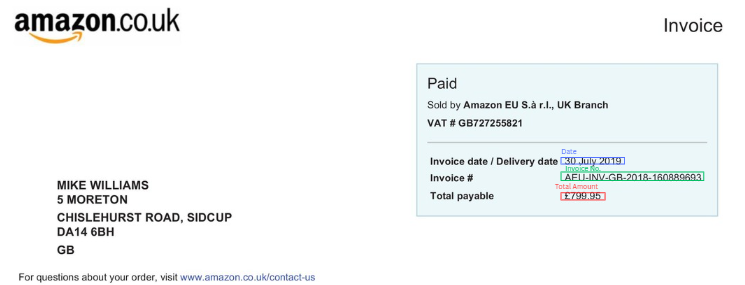 amazon.co.uk
Invoice
Paid
Sold by Amazon EU S.à r.l., UK Branch
VAT # GB727255821
Date
Invoice date / Delivery date 30 July 2019
Invoice No.
Invoice # AEU-INV-GB-2018-160889693
Total Amount
Total payable £799.95
MIKE WILLIAMS
5 MORETON
CHISLEHURST ROAD, SIDCUP
DA14 6BH
GB
For questions about your order, visit www.amazon.co.uk/contact-us